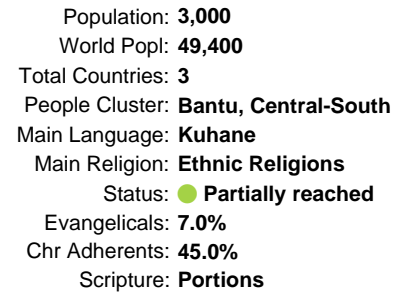 Population: 3,000
World Popl: 49,400
Total Countries: 3
People Cluster: Bantu, Central-South
Main Language: Kuhane
Main Religion: Ethnic Religions
Status: Partially reached
Evangelicals: 7.0%
Chr Adherents: 45.0%
Scripture: Portions